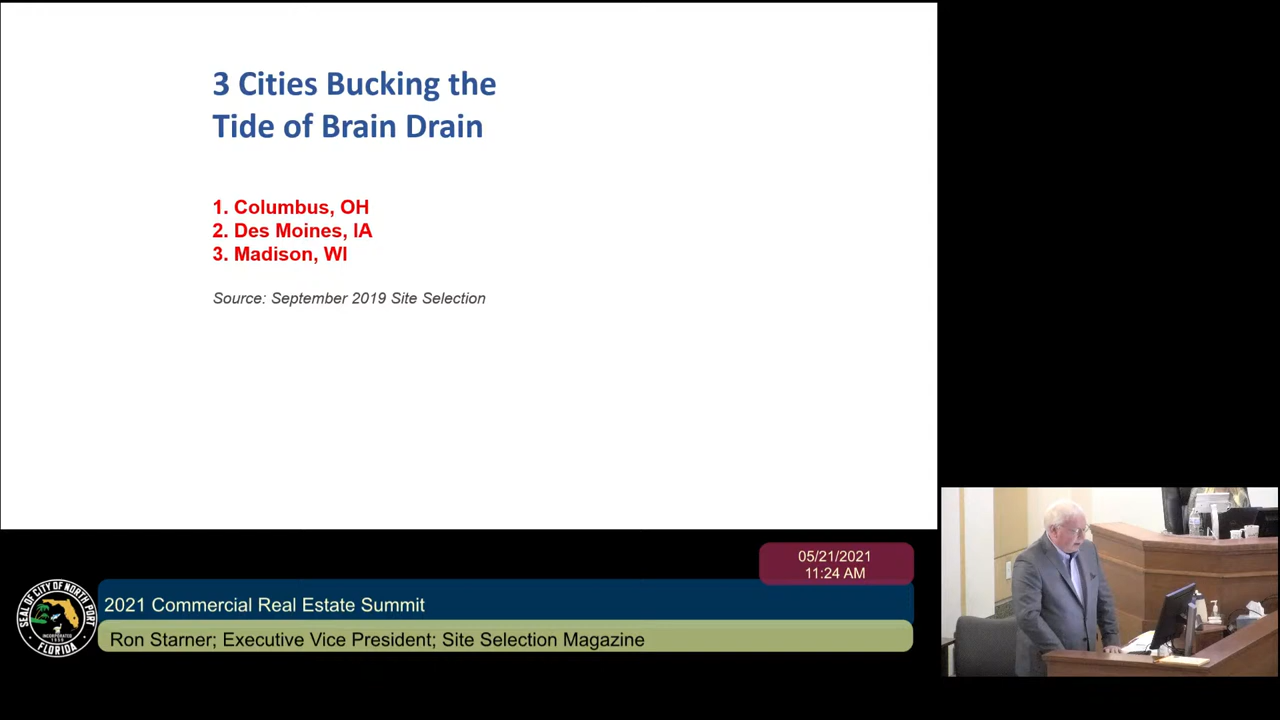 3 Cities Bucking the
Tide of Brain Drain
1. Columbus, OH
2. Des Moines, IA
3. Madison, WI
Source: September 2019 Site Selection
05/21/2021
11:24 AM
2021 Commercial Real Estate Summit
Ron Starner; Executive Vice President; Site Selection Magazine
SEAL OF CITY OF NORTH PORT
INCORPORATED
1959
FLORIDA